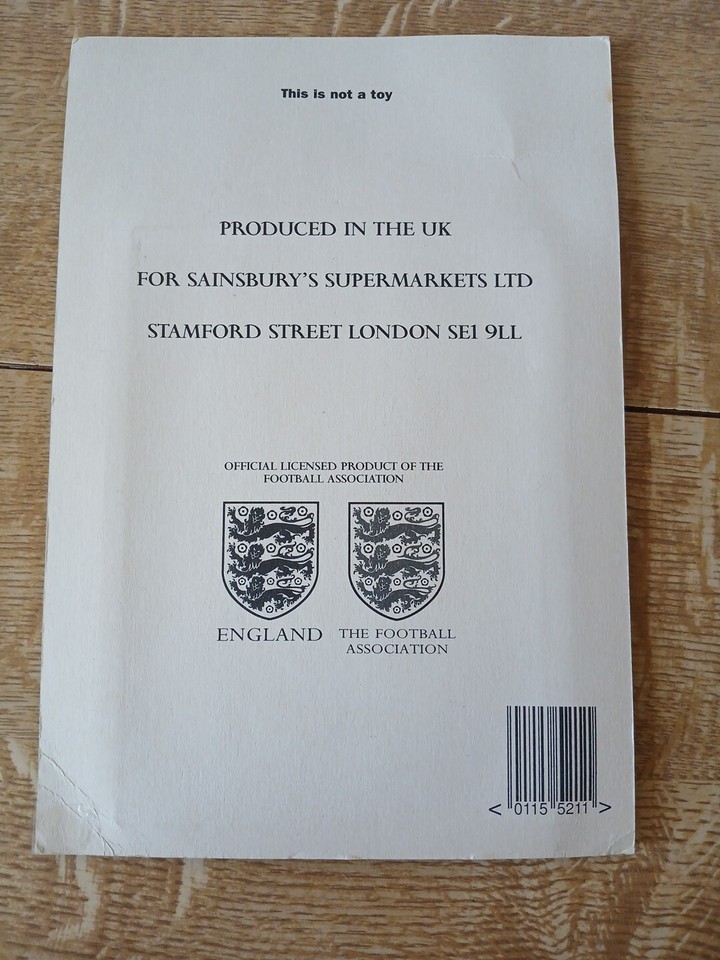 This is not a toy
PRODUCED IN THE UK
FOR SAINSBURY'S SUPERMARKETS LTD
STAMFORD STREET LONDON SE1 9LL
OFFICIAL LICENSED PRODUCT OF THE
FOOTBALL ASSOCIATION
ENGLAND
THE FOOTBALL
ASSOCIATION
< 0115 5211 >